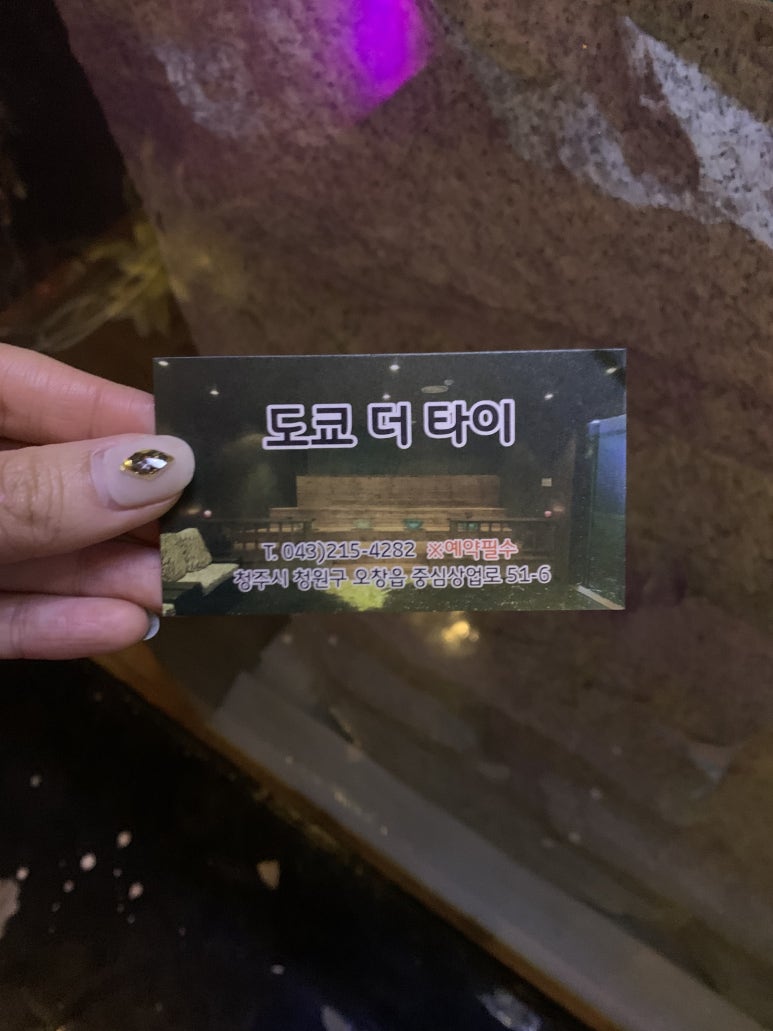 도쿄 더 타이
T. 043)215-4282 ※예약필수
청주시 청원구 오창읍 중심상업로 51-6